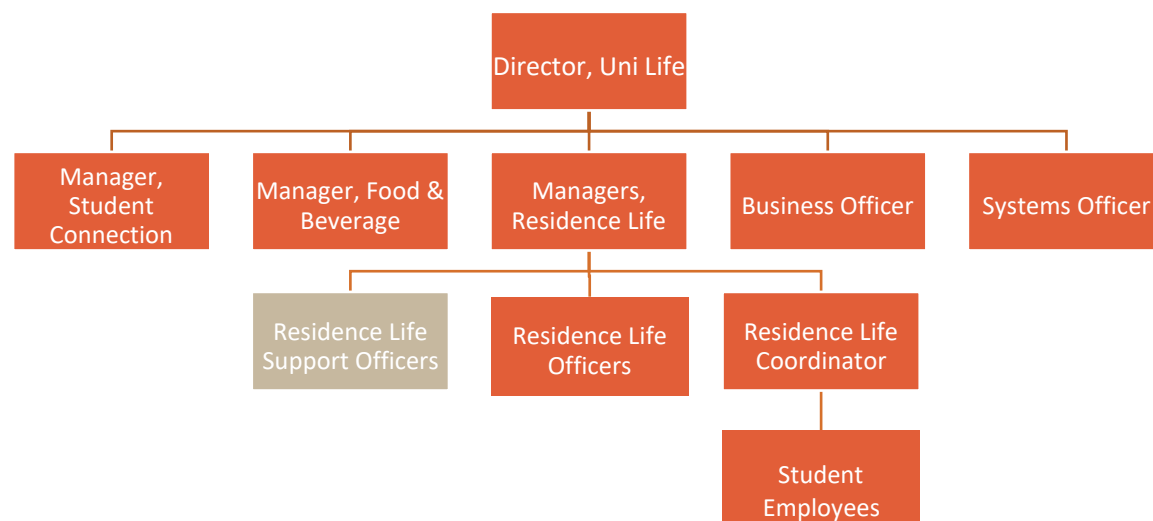 Director, Uni Life
Manager,
Student
Connection
Manager, Food &
Beverage
Managers,
Residence Life
Business Officer
Systems Officer
Residence Life
Support Officers
Residence Life
Officers
Residence Life
Coordinator
Student
Employees